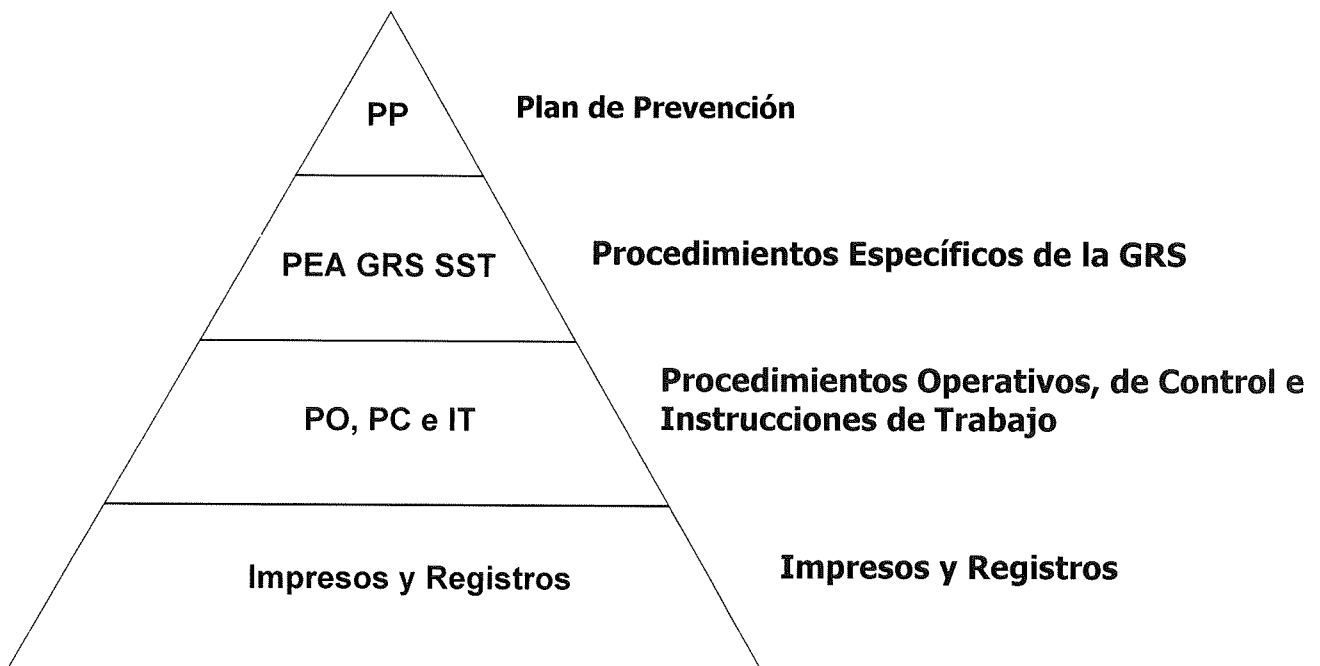 PP
Plan de Prevención
PEA GRS SST
Procedimientos Específicos de la GRS
PO, PC e IT
Procedimientos Operativos, de Control e
Instrucciones de Trabajo
Impresos y Registros
Impresos y Registros